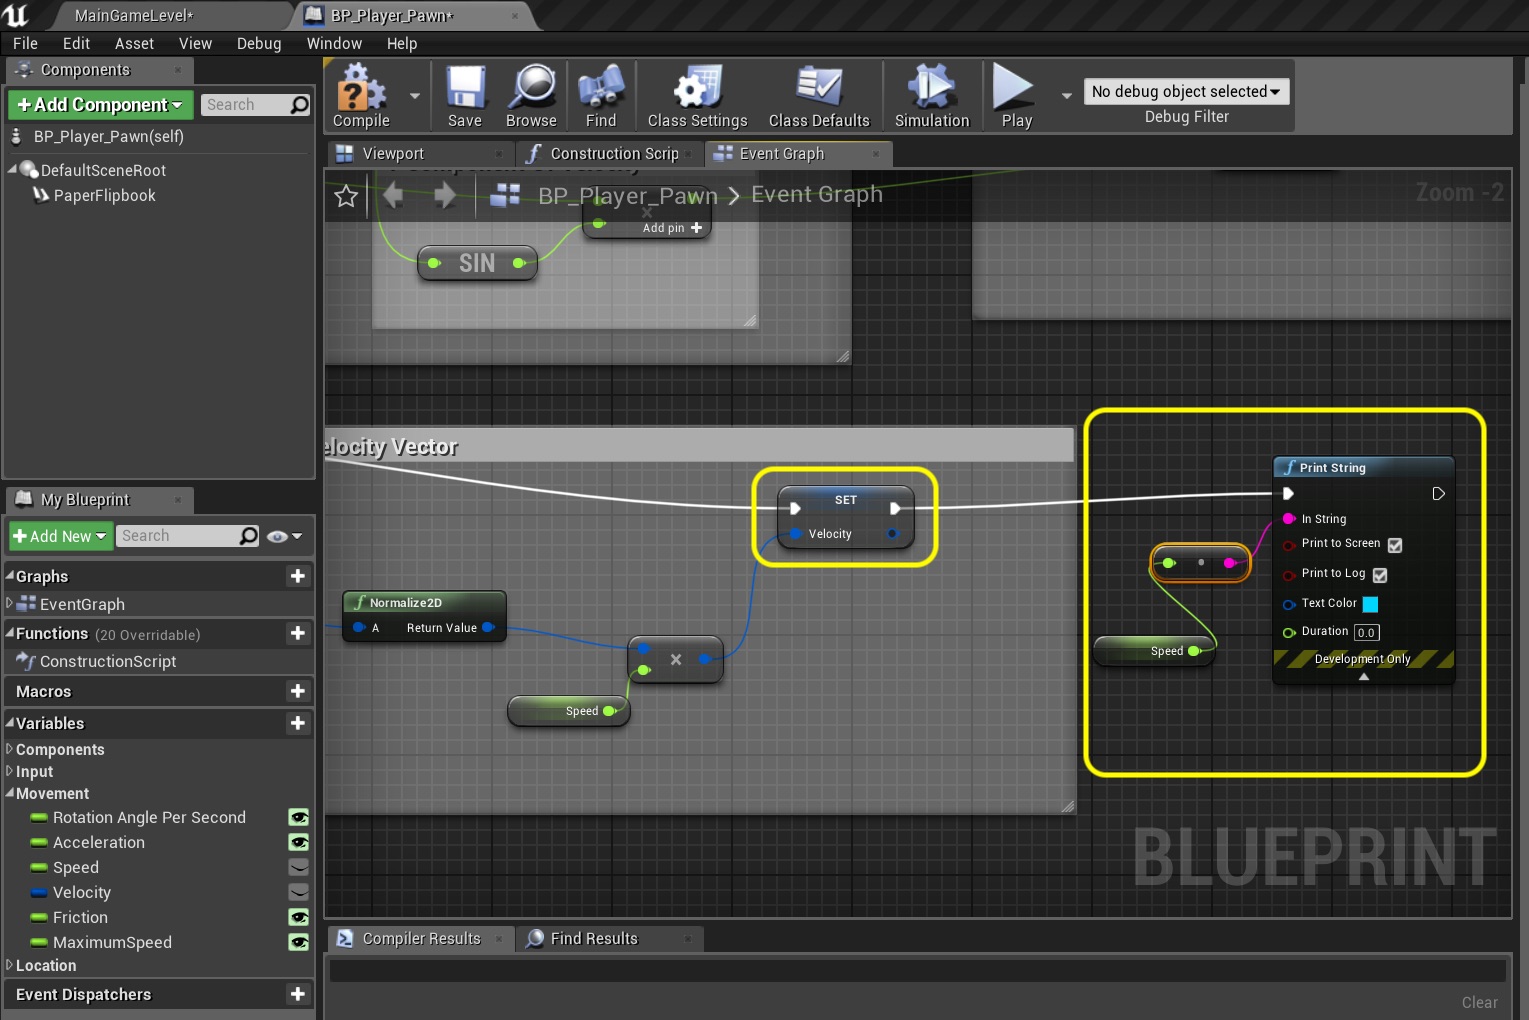 MainGameLevel*
BP_Player_Pawn*
File Edit Asset View Debug Window Help
Components
+Add Component
Search
BP_Player_Pawn(self)
DefaultSceneRoot
PaperFlipbook
Compile
Save
Browse
Find
Class Settings
Class Defaults
Simulation
Play
No debug object selected
Debug Filter
Viewport
Construction Scrip
Event Graph
BP_Player_Pawn > Event Graph
Zoom -2
Add pin +
SIN
elocity Vector
SET
Velocity
Normalize2D
A Return Value
×
Speed
Print String
In String
Print to Screen
Print to Log
Text Color
Duration 0.0
Development Only
Speed
BLUEPRINT
My Blueprint
+Add New
Search
Graphs
EventGraph
Functions (20 Overridable)
ConstructionScript
Macros
Variables
Components
Input
Movement
Rotation Angle Per Second
Acceleration
Speed
Velocity
Friction
MaximumSpeed
Location
Event Dispatchers
Compiler Results
Find Results
Clear